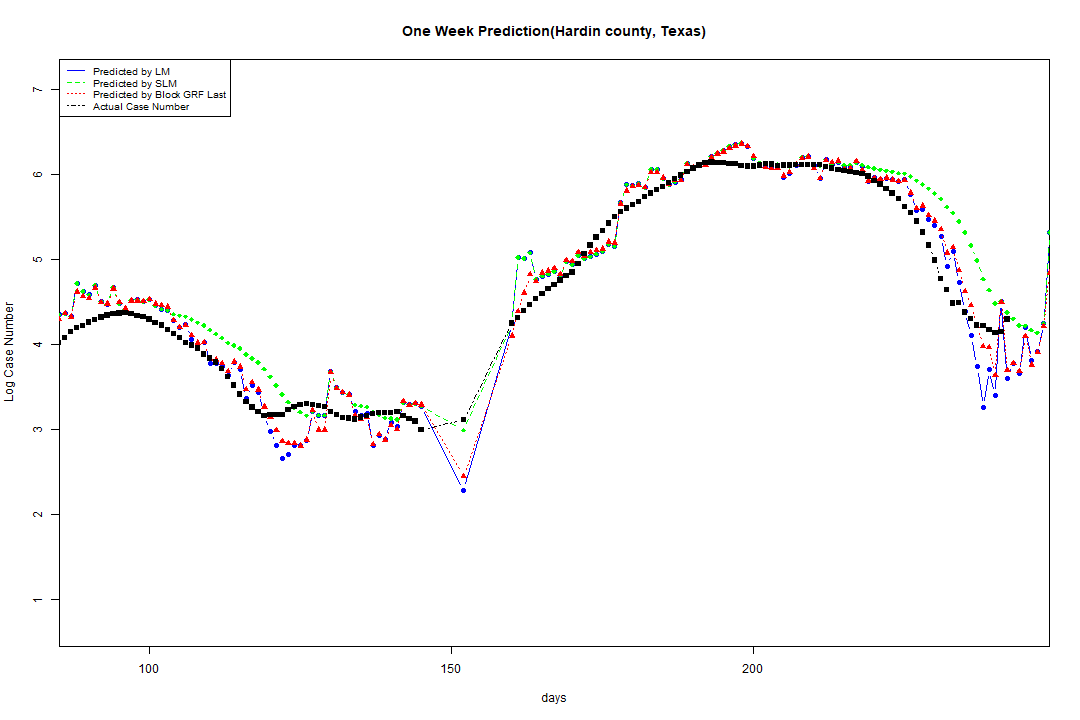 One Week Prediction(Hardin county, Texas)
Predicted by LM
Predicted by SLM
Predicted by Block GRF Last
Actual Case Number
7
6
5
4
3
2
1
Log Case Number
100 150 200
days